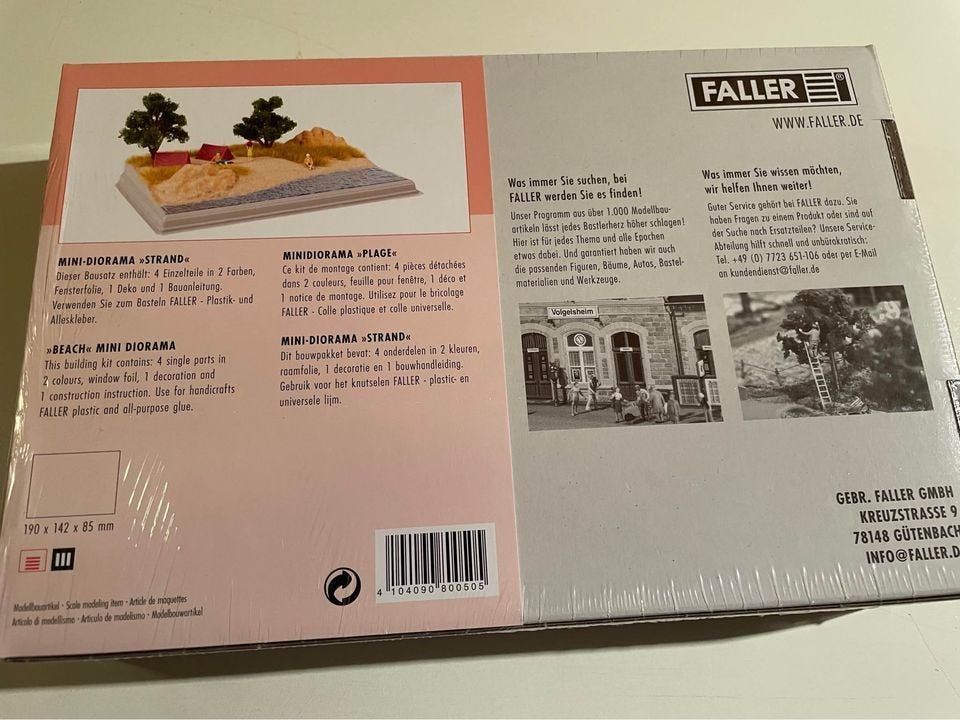 MINI-DIORAMA »STRAND«
Dieser Bausatz enthält: 4 Einzelteile in 2 Farben,
Fensterfolie, 1 Deko und 1 Bauanleitung.
Verwenden Sie zum Basteln FALLER - Plastik- und
Alleskleber.
»BEACH« MINI DIORAMA
This building kit contains: 4 single parts in
2 colours, window foil, 1 decoration and
1 construction instruction. Use for handicrafts
FALLER plastic and all-purpose glue.
MINIDIORAMA »PLAGE«
Ce kit de montage contient: 4 pièces détachées
dans 2 couleurs, feuille pour fenêtre, 1 déco et
1 notice de montage. Utilisez pour le bricolage
FALLER - Colle plastique et colle universelle.
MINI-DIORAMA »STRAND«
Dit bouwpakket bevat: 4 onderdelen in 2 kleuren,
raamfolie, 1 decoratie en 1 bouwhandleiding.
Gebruik voor het knutselen FALLER - plastic- en
universele lijm.
190 x 142 x 85 mm
Modellbauartikel - Scale modeling item - Article de maquettes
Articolo di modellismo - Artículo de modelismo - Modelbouwartikel
4 104090 800505
FALLER ®
WWW.FALLER.DE
Was immer Sie suchen, bei
FALLER werden Sie es finden!
Unser Programm aus über 1.000 Modellbau-
artikeln lässt jedes Bastlerherz höher schlagen!
Hier ist für jedes Thema und alle Epochen
etwas dabei. Und garantiert haben wir auch
die passenden Figuren, Bäume, Autos, Bastel-
materialien und Werkzeuge.
Was immer Sie wissen möchten,
wir helfen Ihnen weiter!
Guter Service gehört bei FALLER dazu. Sie
haben Fragen zu einem Produkt oder sind auf
der Suche nach Ersatzteilen? Unsere Service-
Abteilung hilft schnell und unbürokratisch:
Tel. +49 (0) 7723 651-106 oder per E-Mail
an kundendienst@faller.de
Volgelsheim
GEBR. FALLER GMBH
KREUZSTRASSE 9
78148 GÜTENBACH
INFO@FALLER.D